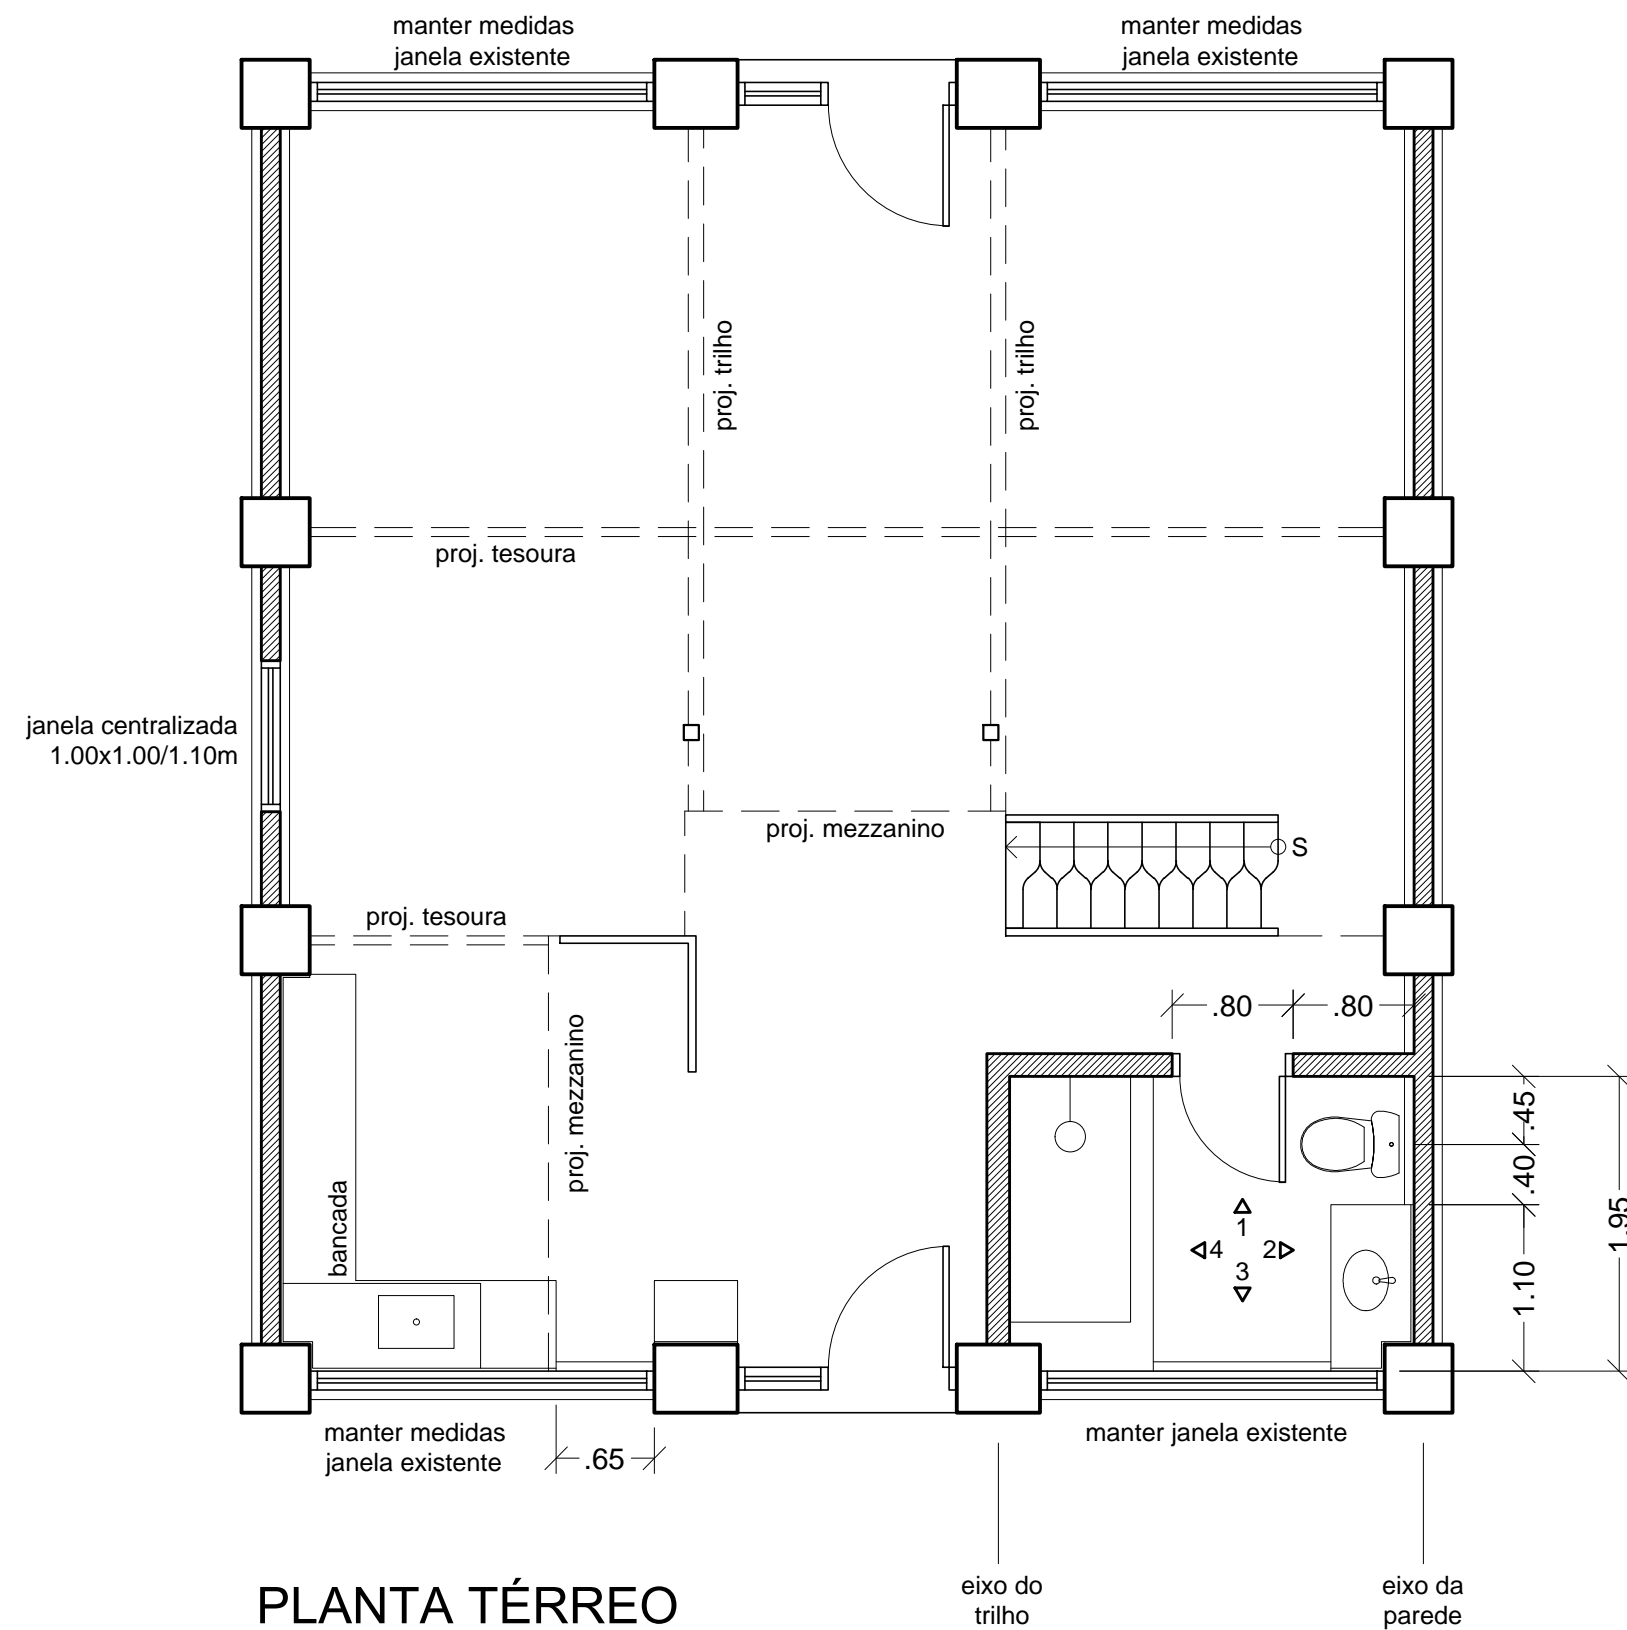 manter medidas
janela existente
manter medidas
janela existente
proj. trilho
proj. trilho
proj. tesoura
janela centralizada
1.00x1.00/1.10m
proj. mezzanino
S
proj. tesoura
.80
.80
proj. mezzanino
bancada
.45
.40
1.10
1.95
1
4
2
3
manter medidas
janela existente
.65
manter janela existente
eixo do
trilho
eixo da
parede
PLANTA TÉRREO